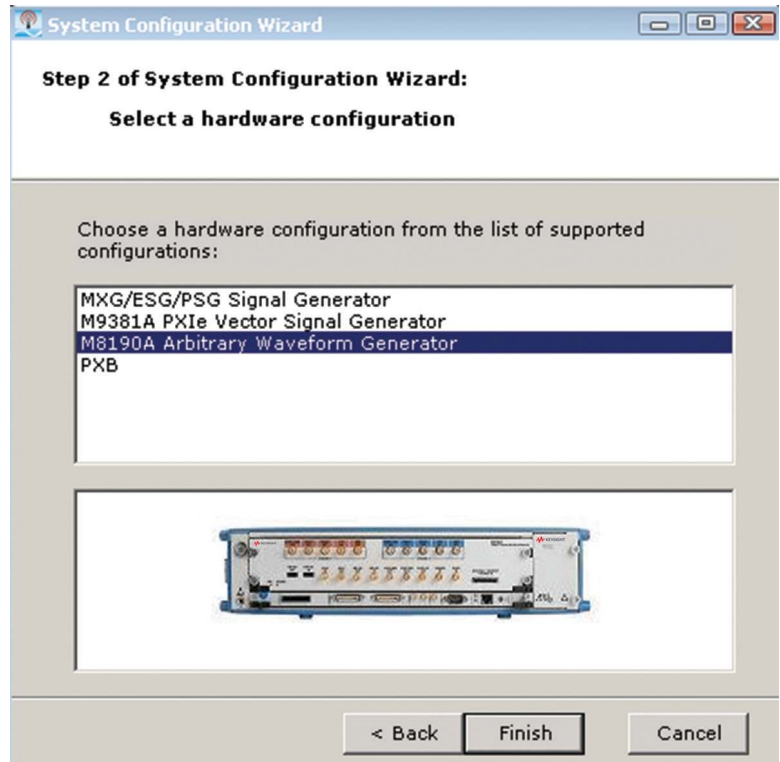 System Configuration Wizard
Step 2 of System Configuration Wizard:
Select a hardware configuration
Choose a hardware configuration from the list of supported
configurations:
MXG/ESG/PSG Signal Generator
M9381A PXIe Vector Signal Generator
M8190A Arbitrary Waveform Generator
PXB
< Back
Finish
Cancel